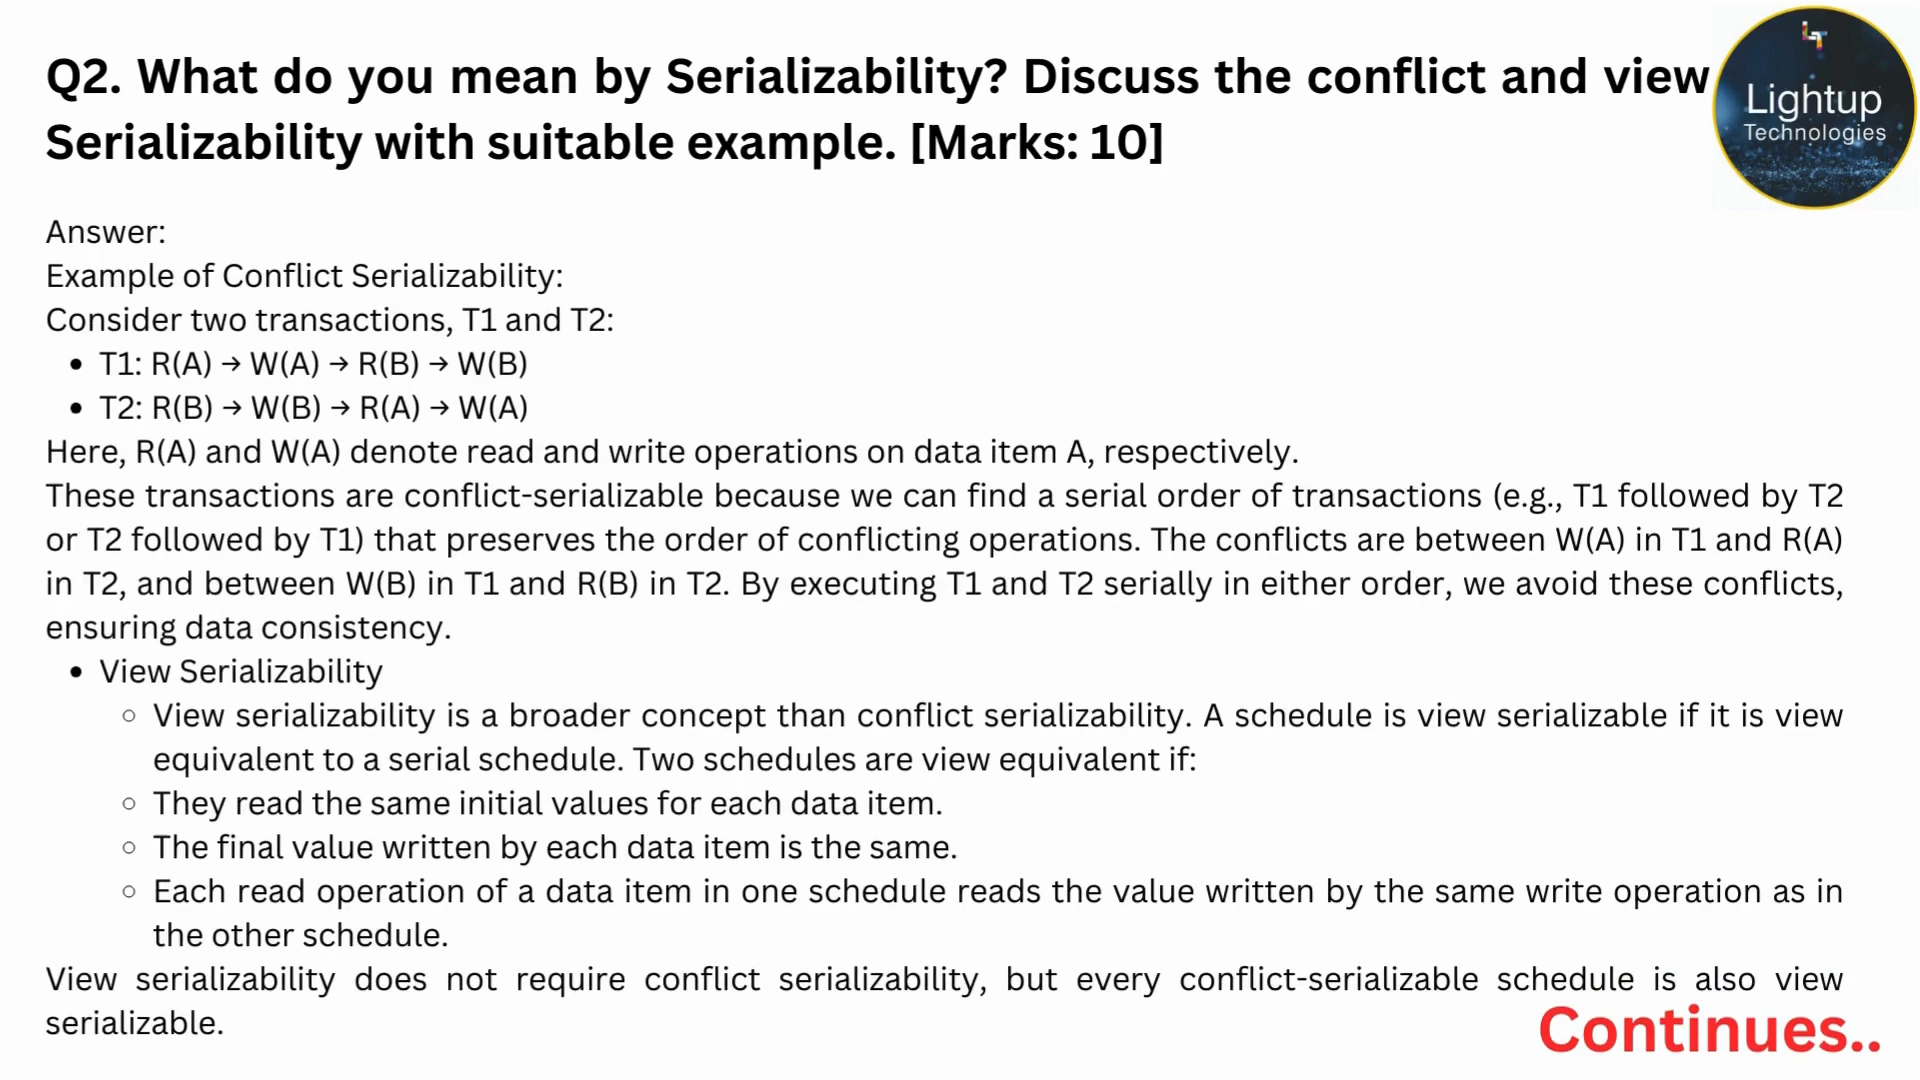 Q2. What do you mean by Serializability? Discuss the conflict and view
Serializability with suitable example. [Marks: 10]
LT
Lightup
Technologies
Answer:
Example of Conflict Serializability:
Consider two transactions, T1 and T2:
• T1: R(A) → W(A) → R(B) → W(B)
• T2: R(B) → W(B) → R(A) → W(A)
Here, R(A) and W(A) denote read and write operations on data item A, respectively.
These transactions are conflict-serializable because we can find a serial order of transactions (e.g., T1 followed by T2
or T2 followed by T1) that preserves the order of conflicting operations. The conflicts are between W(A) in T1 and R(A)
in T2, and between W(B) in T1 and R(B) in T2. By executing T1 and T2 serially in either order, we avoid these conflicts,
ensuring data consistency.
• View Serializability
○ View serializability is a broader concept than conflict serializability. A schedule is view serializable if it is view
equivalent to a serial schedule. Two schedules are view equivalent if:
○ They read the same initial values for each data item.
○ The final value written by each data item is the same.
○ Each read operation of a data item in one schedule reads the value written by the same write operation as in
the other schedule.
View serializability does not require conflict serializability, but every conflict-serializable schedule is also view
serializable.
Continues..